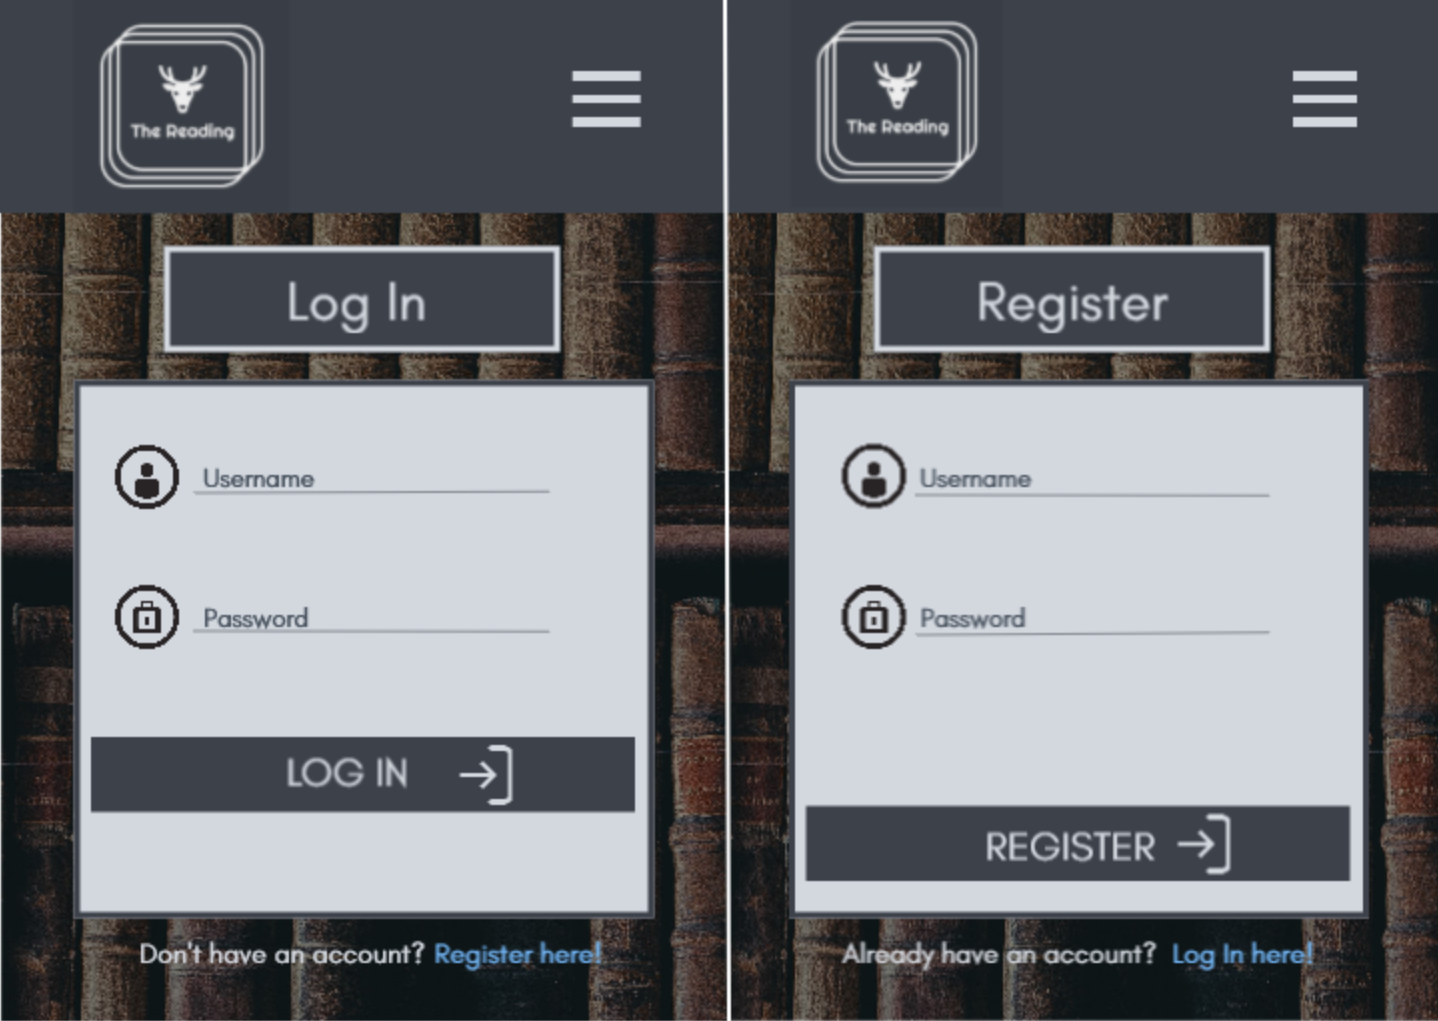 The Reading
Log In
Username
Password
LOG IN
Don't have an account? Register here!
The Reading
Register
Username
Password
REGISTER
Already have an account? Log In here!